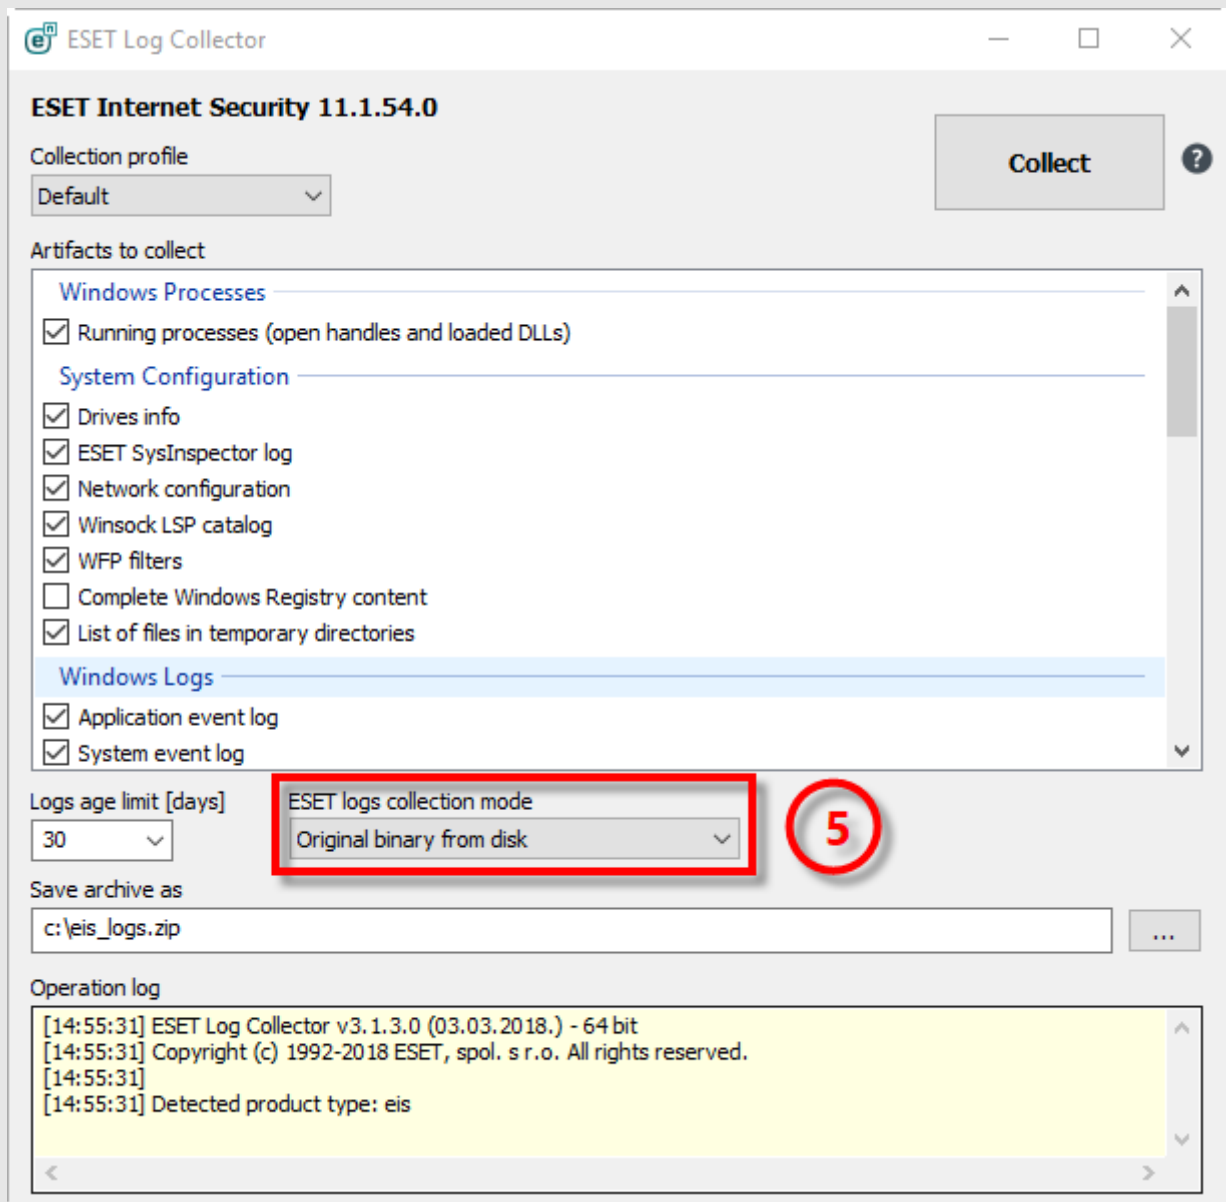 ESET Log Collector
ESET Internet Security 11.1.54.0
Collection profile
Default
Collect
?
Artifacts to collect
Windows Processes
Running processes (open handles and loaded DLLs)
System Configuration
Drives info
ESET SysInspector log
Network configuration
Winsock LSP catalog
WFP filters
Complete Windows Registry content
List of files in temporary directories
Windows Logs
Application event log
System event log
Logs age limit [days]
30
ESET logs collection mode
Original binary from disk
5
Save archive as
c:\eis_logs.zip
...
Operation log
[14:55:31] ESET Log Collector v3.1.3.0 (03.03.2018.) - 64 bit
[14:55:31] Copyright (c) 1992-2018 ESET, spol. s r.o. All rights reserved.
[14:55:31]
[14:55:31] Detected product type: eis